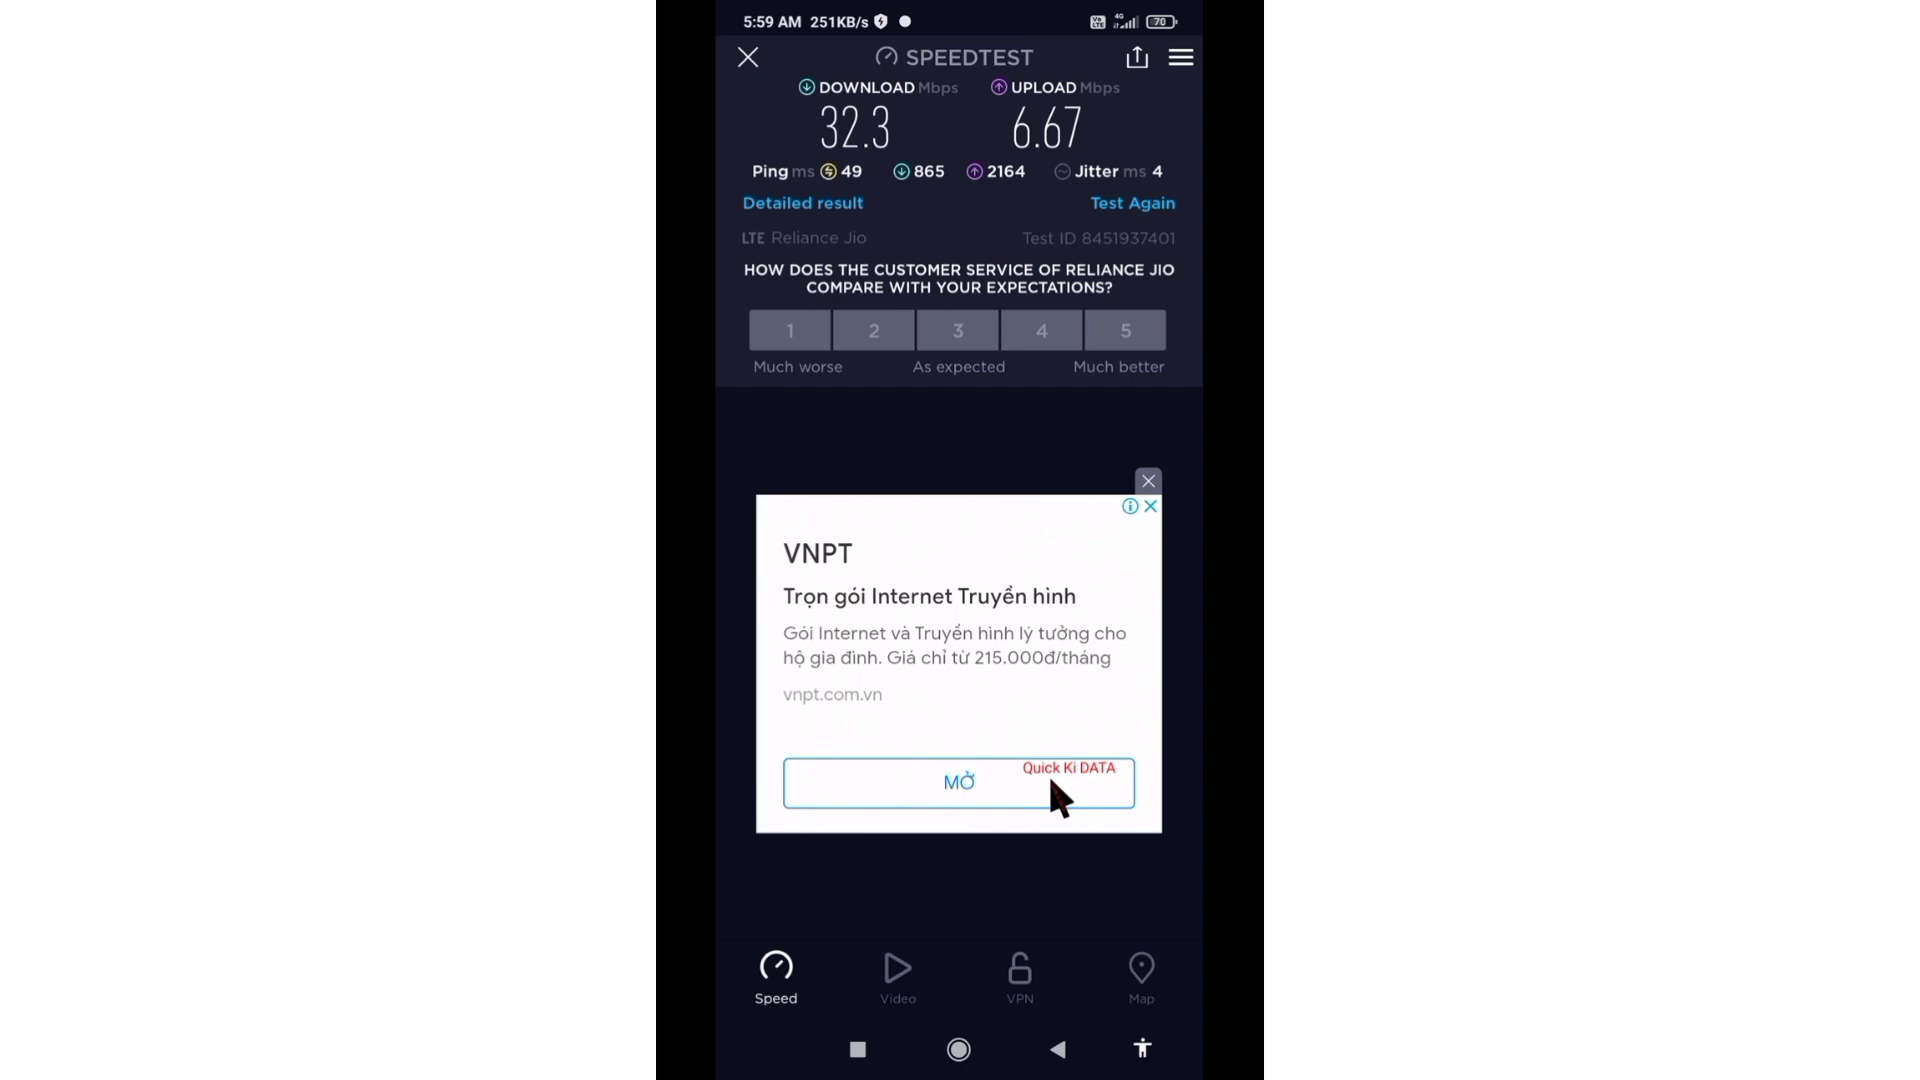 5:59 AM 251KB/s
Vo LTE 4G 70
SPEEDTEST
DOWNLOAD Mbps UPLOAD Mbps
32.3 6.67
Ping ms 49 865 2164 Jitter ms 4
Detailed result Test Again
LTE Reliance Jio Test ID 8451937401
HOW DOES THE CUSTOMER SERVICE OF RELIANCE JIO
COMPARE WITH YOUR EXPECTATIONS?
1 2 3 4 5
Much worse As expected Much better
VNPT
Trọn gói Internet Truyền hình
Gói Internet và Truyền hình lý tưởng cho
hộ gia đình. Giá chỉ từ 215.000đ/tháng
vnpt.com.vn
Quick Ki DATA
MỞ
Speed Video VPN Map